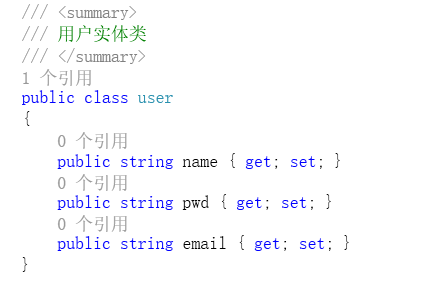 /// <summary>
/// 用户实体类
/// </summary>
1 个引用
public class user
{
0 个引用
public string name { get; set; }
0 个引用
public string pwd { get; set; }
0 个引用
public string email { get; set; }
}